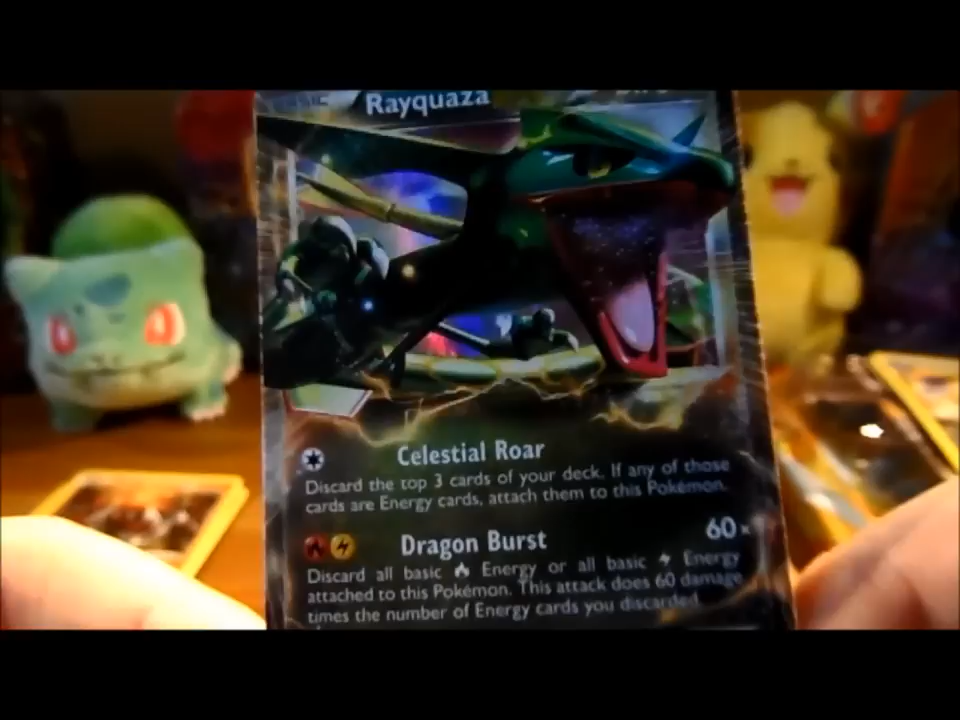 BASIC Rayquaza
Celestial Roar
Discard the top 3 cards of your deck. If any of those
cards are Energy cards, attach them to this Pokémon.
Dragon Burst 60×
Discard all basic Energy or all basic Energy
attached to this Pokémon. This attack does 60 damage
times the number of Energy cards you discarded.